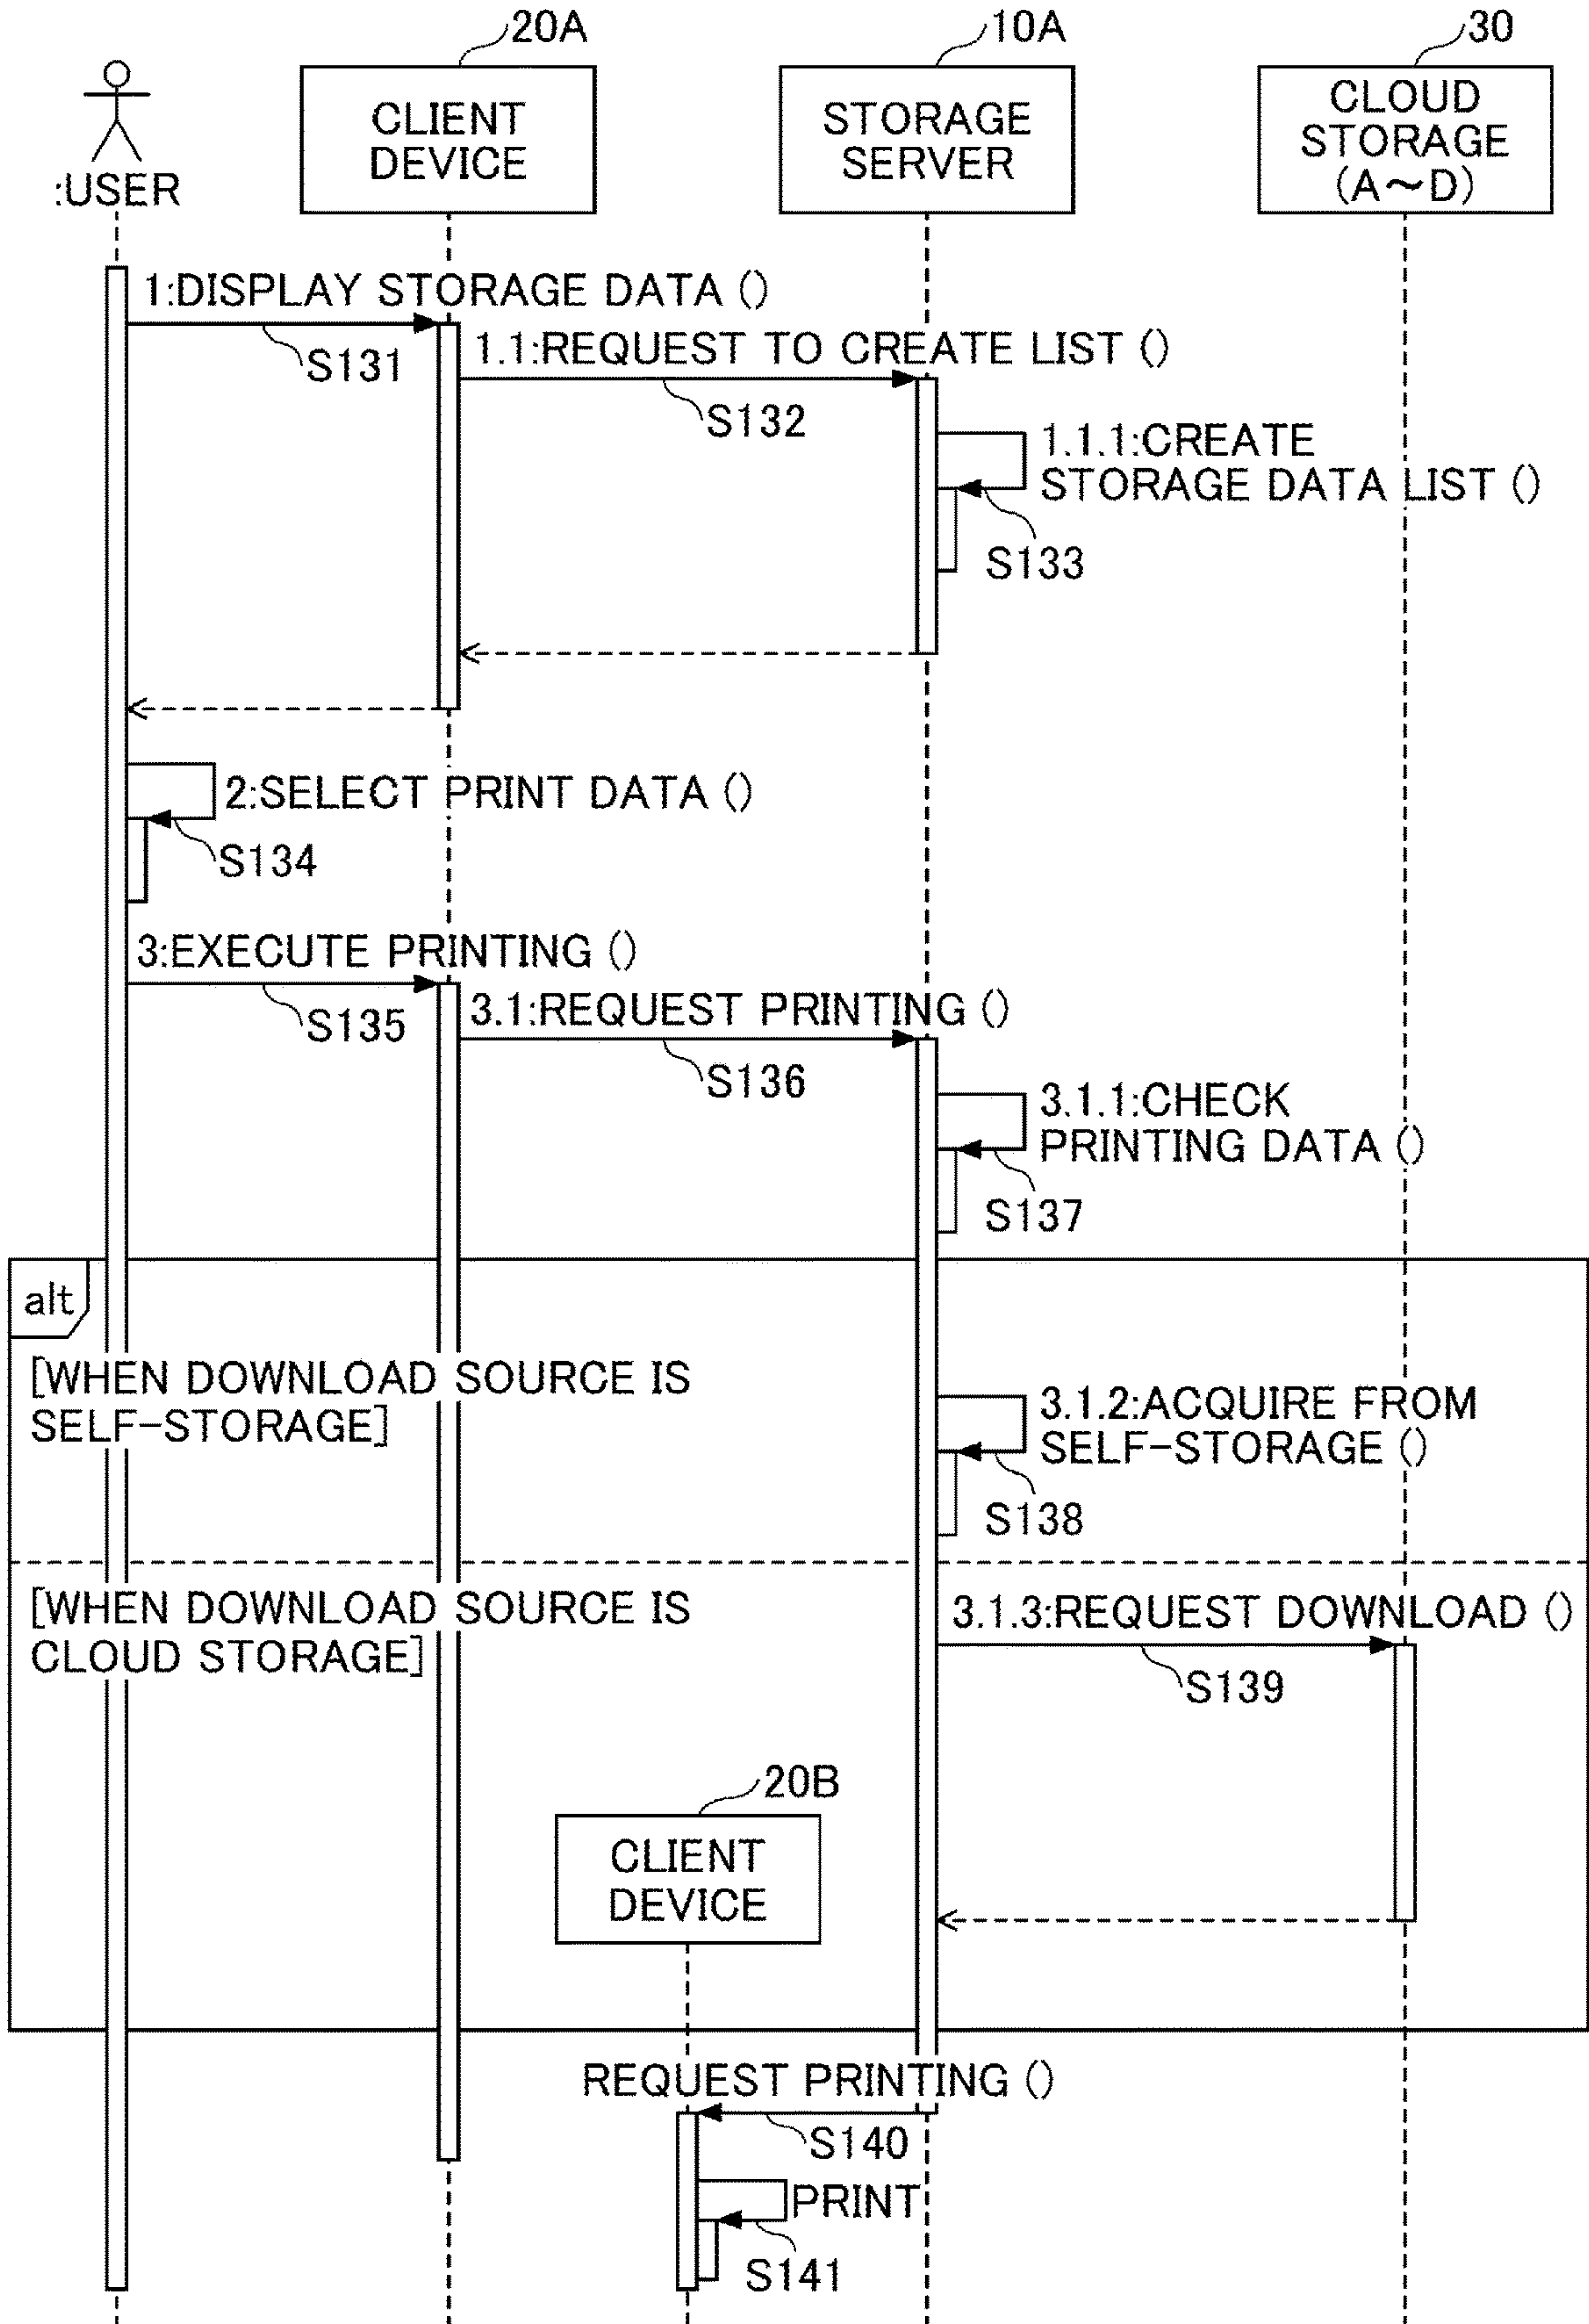 20A
10A
30
CLIENT
DEVICE
STORAGE
SERVER
CLOUD
STORAGE
(A～D)
:USER
1:DISPLAY STORAGE DATA ()
S131
1.1:REQUEST TO CREATE LIST ()
S132
1.1.1:CREATE
STORAGE DATA LIST ()
S133
2:SELECT PRINT DATA ()
S134
3:EXECUTE PRINTING ()
S135
3.1:REQUEST PRINTING ()
S136
3.1.1:CHECK
PRINTING DATA ()
S137
alt
[WHEN DOWNLOAD SOURCE IS
SELF-STORAGE]
3.1.2:ACQUIRE FROM
SELF-STORAGE ()
S138
[WHEN DOWNLOAD SOURCE IS
CLOUD STORAGE]
3.1.3:REQUEST DOWNLOAD ()
S139
20B
CLIENT
DEVICE
REQUEST PRINTING ()
S140
PRINT
S141